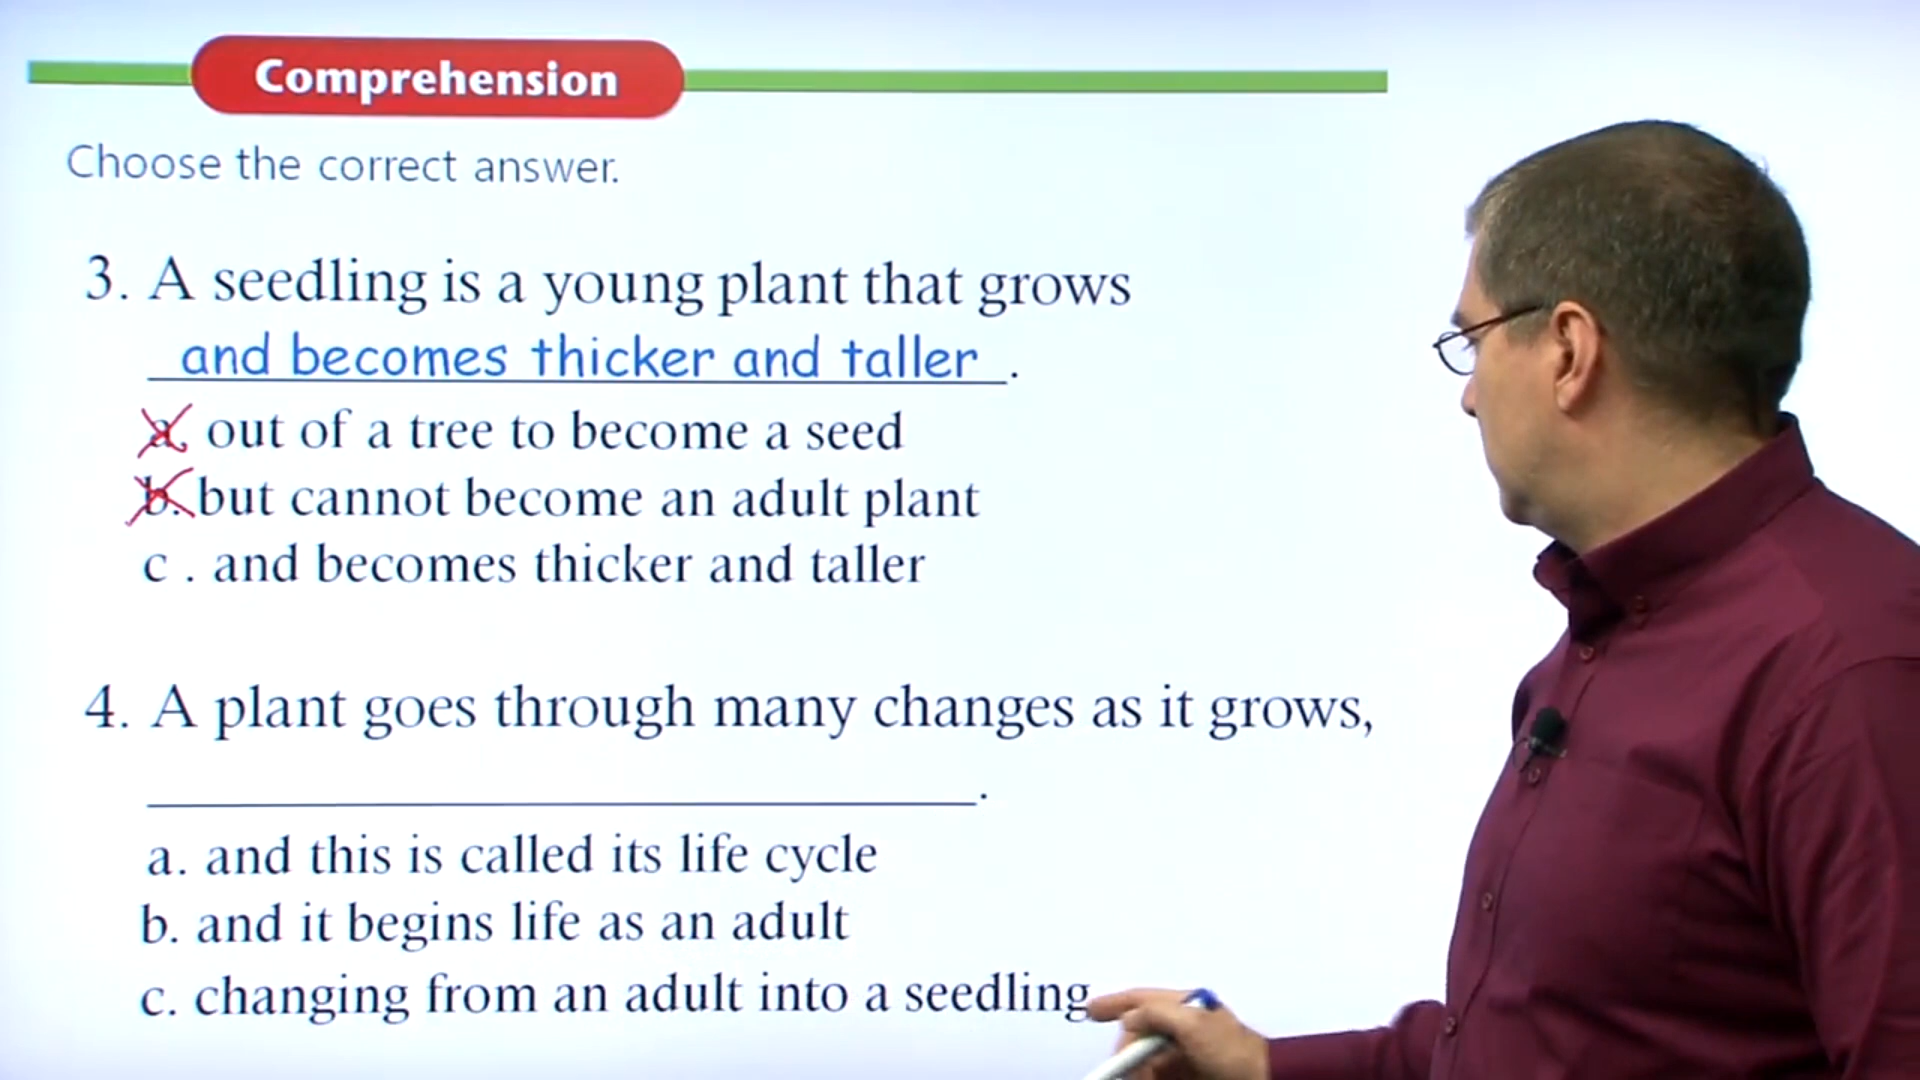 Comprehension
Choose the correct answer.
3. A seedling is a young plant that grows
and becomes thicker and taller.
a. out of a tree to become a seed
b. but cannot become an adult plant
c . and becomes thicker and taller
4. A plant goes through many changes as it grows,
.
a. and this is called its life cycle
b. and it begins life as an adult
c. changing from an adult into a seedling